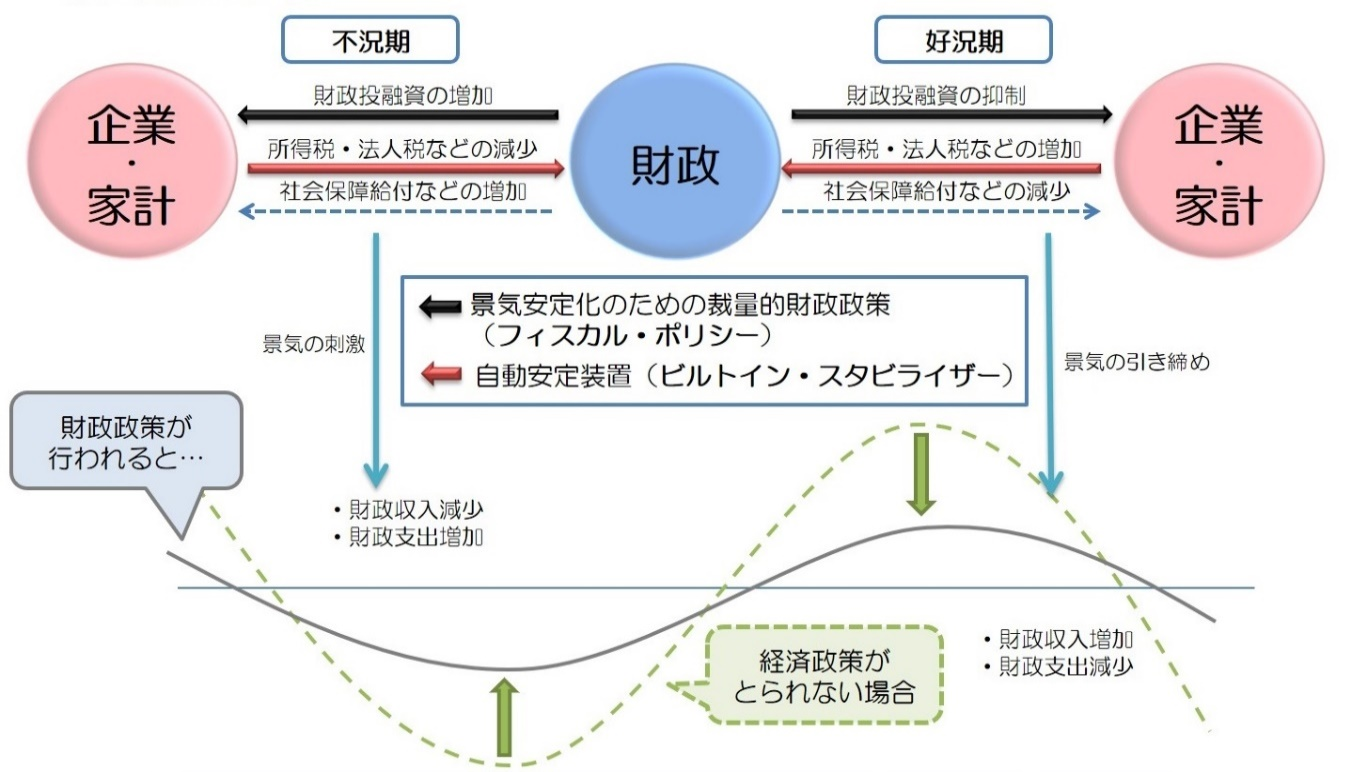 不況期
好況期
企業
・
家計
財政投融資の増加
所得税・法人税などの減少
社会保障給付などの増加
財政
財政投融資の抑制
所得税・法人税などの増加
社会保障給付などの減少
企業
・
家計
景気安定化のための裁量的財政政策
（フィスカル・ポリシー）
自動安定装置（ビルトイン・スタビライザー）
景気の刺激
景気の引き締め
財政政策が
行われると…
・財政収入減少
・財政支出増加
経済政策が
とられない場合
・財政収入増加
・財政支出減少